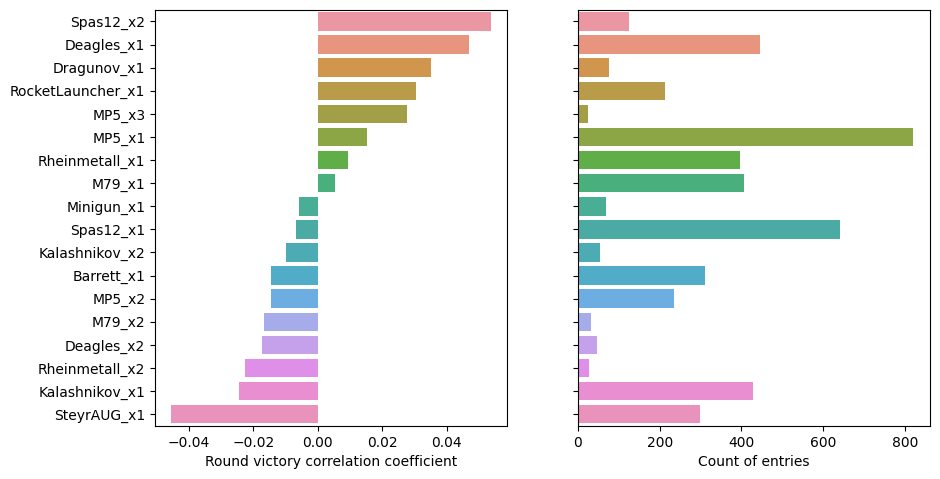 Spas12_x2
Deagles_x1
Dragunov_x1
RocketLauncher_x1
MP5_x3
MP5_x1
Rheinmetall_x1
M79_x1
Minigun_x1
Spas12_x1
Kalashnikov_x2
Barrett_x1
MP5_x2
M79_x2
Deagles_x2
Rheinmetall_x2
Kalashnikov_x1
SteyrAUG_x1
−0.04 −0.02 0.00 0.02 0.04
Round victory correlation coefficient
0 200 400 600 800
Count of entries